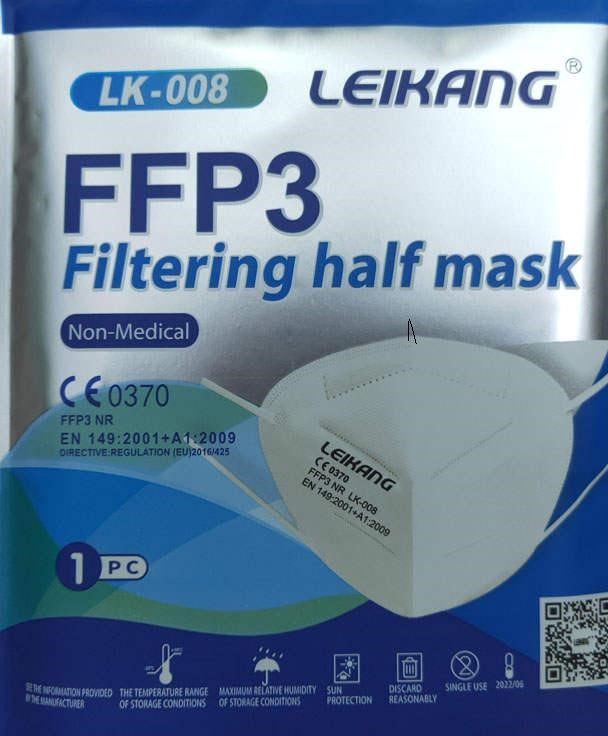 LK-008
LEIKANG®
FFP3
Filtering half mask
Non-Medical
CE 0370
FFP3 NR
EN 149:2001+A1:2009
DIRECTIVE:REGULATION (EU)2016/425
LEIKANG
CE 0370
FFP3 NR LK-008
EN 149:2001+A1:2009
1 PC
SEE THE INFORMATION PROVIDED
BY THE MANUFACTURER
THE TEMPERATURE RANGE
OF STORAGE CONDITIONS
MAXIMUM RELATIVE HUMIDITY
OF STORAGE CONDITIONS
SUN
PROTECTION
DISCARD
REASONABLY
SINGLE USE
2022/06